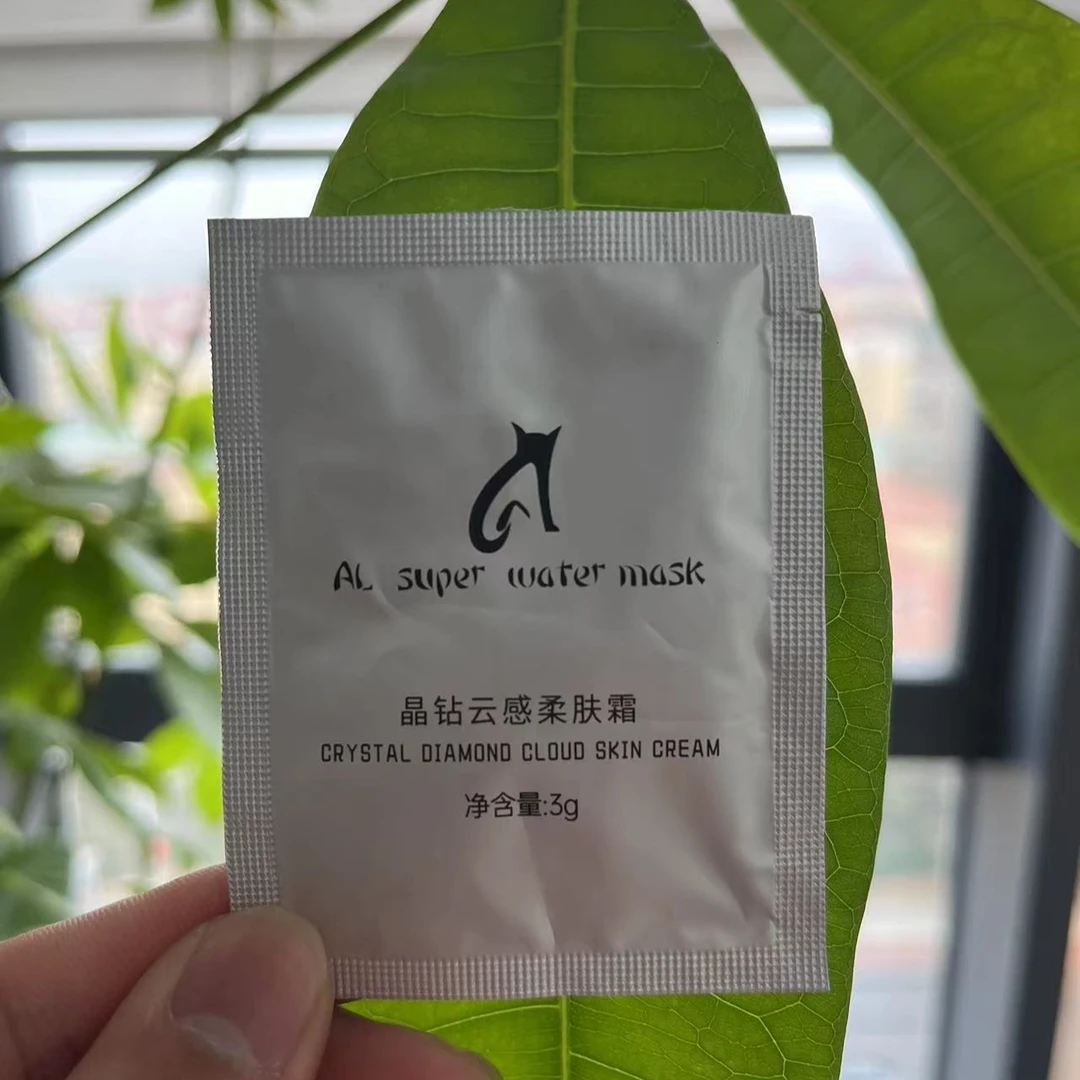 AL super water mask
晶钻云感柔肤霜
CRYSTAL DIAMOND CLOUD SKIN CREAM
净含量:3g